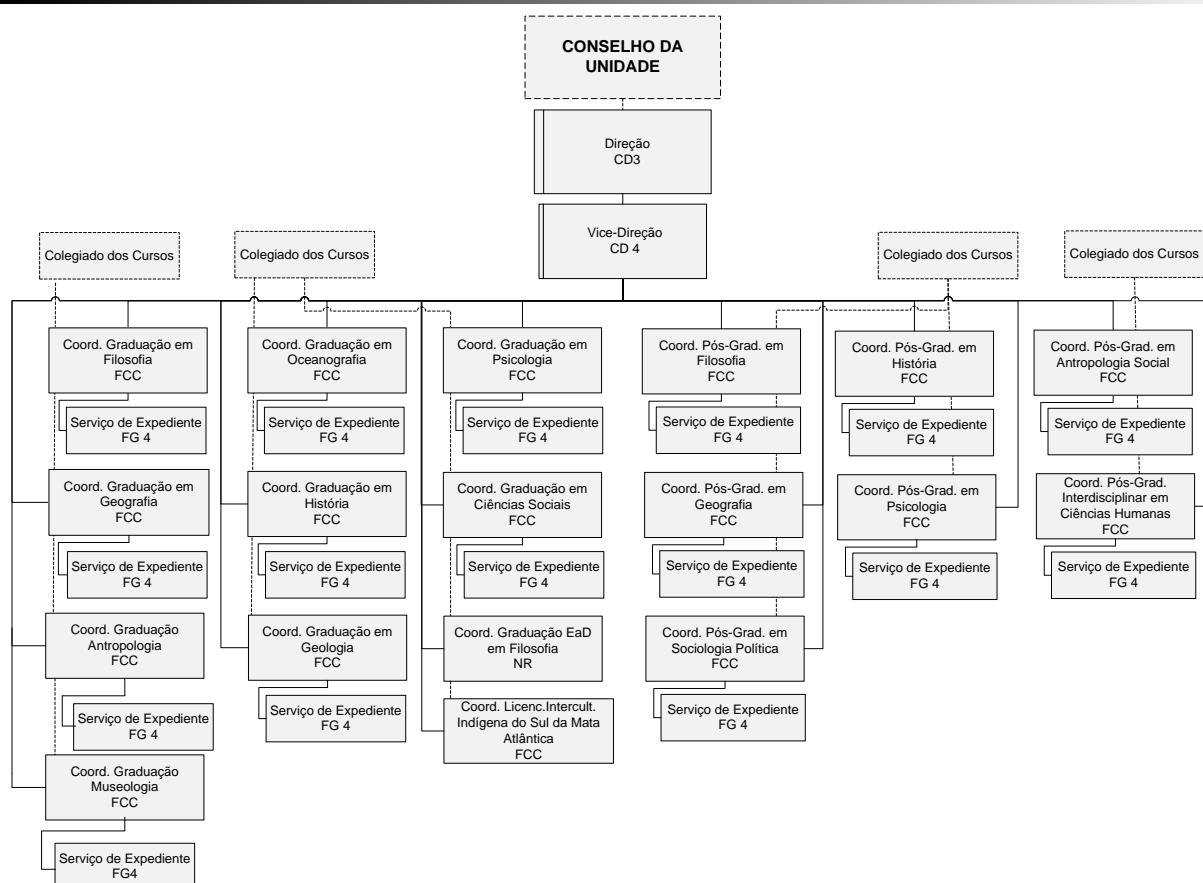 CONSELHO DA
UNIDADE
Direção
CD3
Vice-Direção
CD 4
Colegiado dos Cursos
Colegiado dos Cursos
Colegiado dos Cursos
Colegiado dos Cursos
Coord. Graduação em
Filosofia
FCC
Serviço de Expediente
FG 4
Coord. Graduação em
Geografia
FCC
Serviço de Expediente
FG 4
Coord. Graduação
Antropologia
FCC
Serviço de Expediente
FG 4
Coord. Graduação
Museologia
FCC
Serviço de Expediente
FG4
Coord. Graduação em
Oceanografia
FCC
Serviço de Expediente
FG 4
Coord. Graduação em
História
FCC
Serviço de Expediente
FG 4
Coord. Graduação em
Geologia
FCC
Serviço de Expediente
FG 4
Coord. Graduação em
Psicologia
FCC
Serviço de Expediente
FG 4
Coord. Graduação em
Ciências Sociais
FCC
Serviço de Expediente
FG 4
Coord. Graduação EaD
em Filosofia
NR
Coord. Licenc.Intercult.
Indígena do Sul da Mata
Atlântica
FCC
Coord. Pós-Grad. em
Filosofia
FCC
Serviço de Expediente
FG 4
Coord. Pós-Grad. em
Geografia
FCC
Serviço de Expediente
FG 4
Coord. Pós-Grad. em
Sociologia Política
FCC
Serviço de Expediente
FG 4
Coord. Pós-Grad. em
História
FCC
Serviço de Expediente
FG 4
Coord. Pós-Grad. em
Psicologia
FCC
Serviço de Expediente
FG 4
Coord. Pós-Grad. em
Antropologia Social
FCC
Serviço de Expediente
FG 4
Coord. Pós-Grad.
Interdisciplinar em
Ciências Humanas
FCC
Serviço de Expediente
FG 4